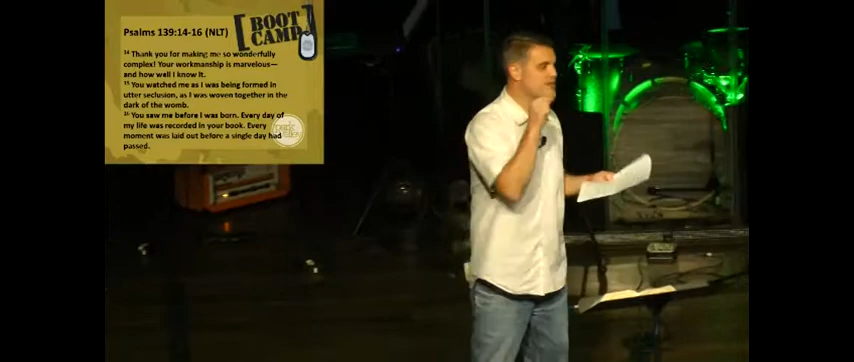 Psalms 139:14-16 (NLT)
BOOT
CAMP
14 Thank you for making me so wonderfully
complex! Your workmanship is marvelous—
and how well I know it.
15 You watched me as I was being formed in
utter seclusion, as I was woven together in the
dark of the womb.
16 You saw me before I was born. Every day of
my life was recorded in your book. Every
moment was laid out before a single day had
passed.